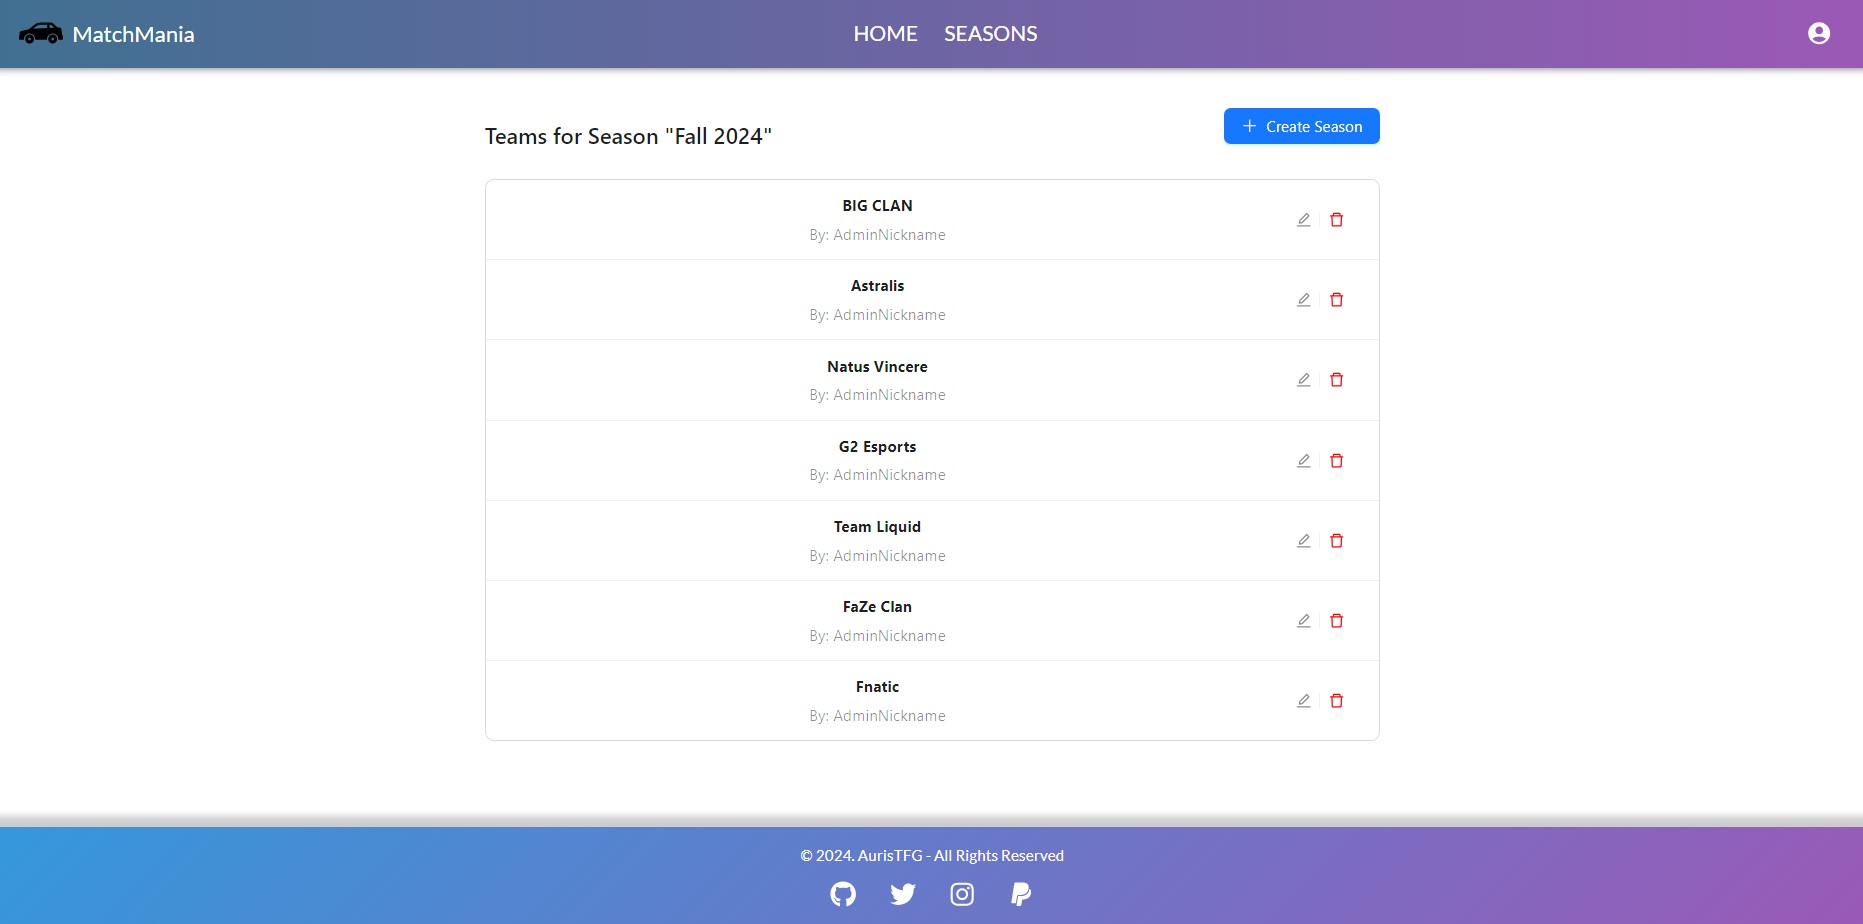 MatchMania
HOME
SEASONS
Teams for Season "Fall 2024"
Create Season
BIG CLAN
By: AdminNickname
Astralis
By: AdminNickname
Natus Vincere
By: AdminNickname
G2 Esports
By: AdminNickname
Team Liquid
By: AdminNickname
FaZe Clan
By: AdminNickname
Fnatic
By: AdminNickname
© 2024. AurisTFG - All Rights Reserved